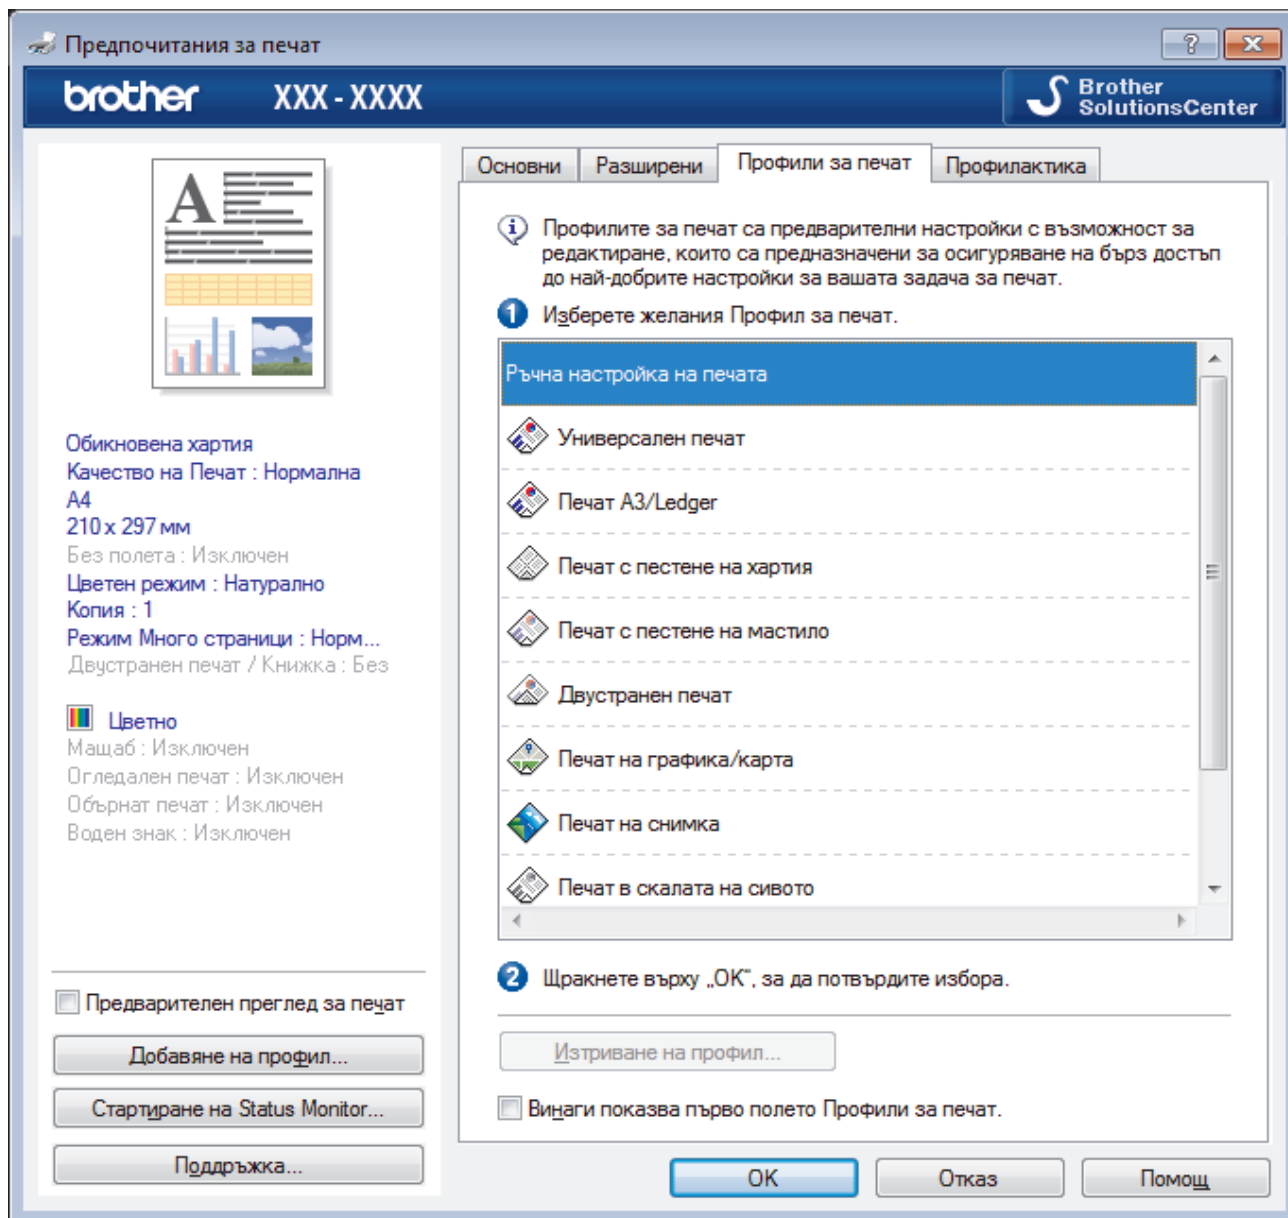 Предпочитания за печат
brother XXX - XXXX
Brother
SolutionsCenter
A
Обикновена хартия
Качество на Печат : Нормална
A4
210 x 297 мм
Без полета : Изключен
Цветен режим : Натурално
Копия : 1
Режим Много страници : Норм...
Двустранен печат / Книжка : Без
Цветно
Мащаб : Изключен
Огледален печат : Изключен
Обърнат печат : Изключен
Воден знак : Изключен
Предварителен преглед за печат
Добавяне на профил...
Стартиране на Status Monitor...
Поддръжка...
Основни
Разширени
Профили за печат
Профилактика
Профилите за печат са предварителни настройки с възможност за
редактиране, които са предназначени за осигуряване на бърз достъп
до най-добрите настройки за вашата задача за печат.
1 Изберете желания Профил за печат.
Ръчна настройка на печата
Универсален печат
Печат A3/Ledger
Печат с пестене на хартия
Печат с пестене на мастило
Двустранен печат
Печат на графика/карта
Печат на снимка
Печат в скалата на сивото
2 Щракнете върху „OK“, за да потвърдите избора.
Изтриване на профил...
Винаги показва първо полето Профили за печат.
OK
Отказ
Помощ